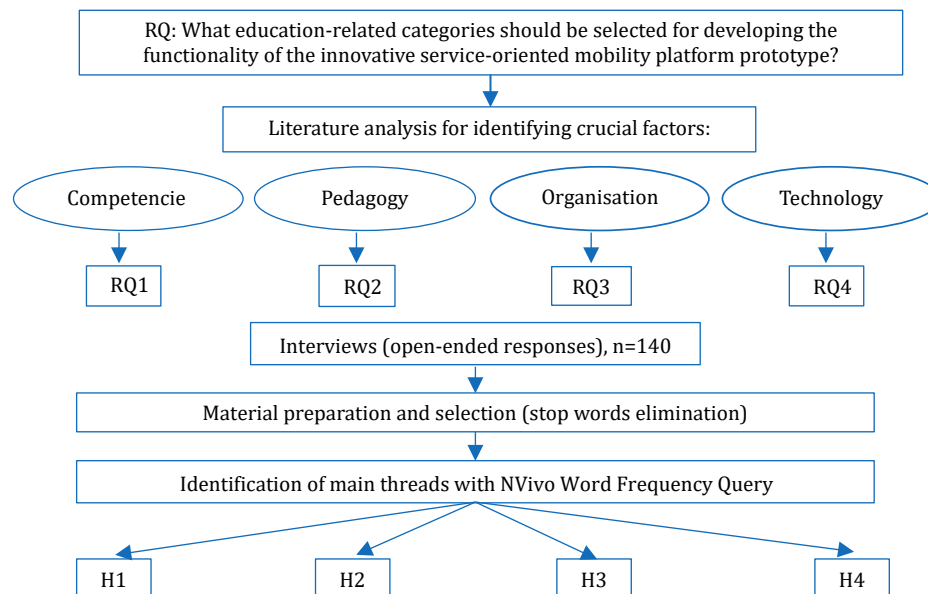 RQ: What education-related categories should be selected for developing the
functionality of the innovative service-oriented mobility platform prototype?
Literature analysis for identifying crucial factors:
Competencie
Pedagogy
Organisation
Technology
RQ1
RQ2
RQ3
RQ4
Interviews (open-ended responses), n=140
Material preparation and selection (stop words elimination)
Identification of main threads with NVivo Word Frequency Query
H1
H2
H3
H4